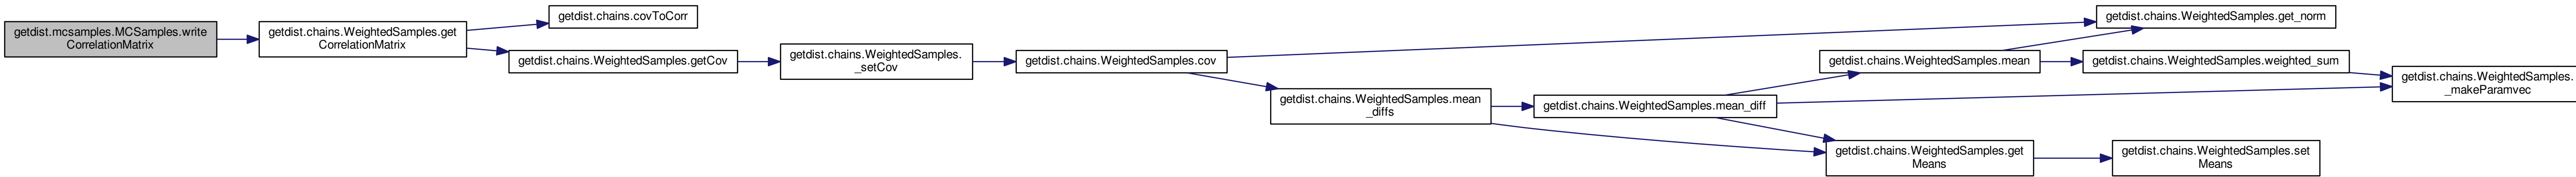 getdist.mcsamples.MCSamples.write
CorrelationMatrix
getdist.chains.WeightedSamples.get
CorrelationMatrix
getdist.chains.covToCorr
getdist.chains.WeightedSamples.getCov
getdist.chains.WeightedSamples.
_setCov
getdist.chains.WeightedSamples.cov
getdist.chains.WeightedSamples.mean
_diffs
getdist.chains.WeightedSamples.mean_diff
getdist.chains.WeightedSamples.mean
getdist.chains.WeightedSamples.get
Means
getdist.chains.WeightedSamples.get_norm
getdist.chains.WeightedSamples.weighted_sum
getdist.chains.WeightedSamples.set
Means
getdist.chains.WeightedSamples.
_makeParamvec